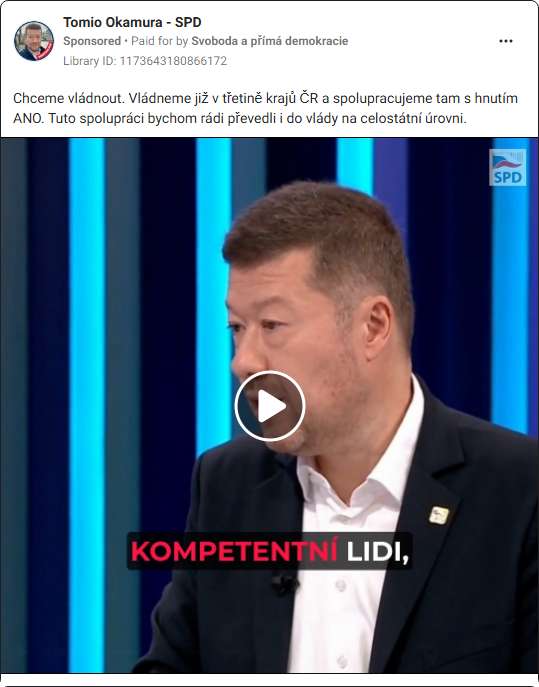 Tomio Okamura - SPD
Sponsored • Paid for by Svoboda a přímá demokracie
Library ID: 1173643180866172
Chceme vládnout. Vládneme již v třetině krajů ČR a spolupracujeme tam s hnutím
ANO. Tuto spolupráci bychom rádi převedli i do vlády na celostátní úrovni.
SPD
KOMPETENTNÍ LIDI,